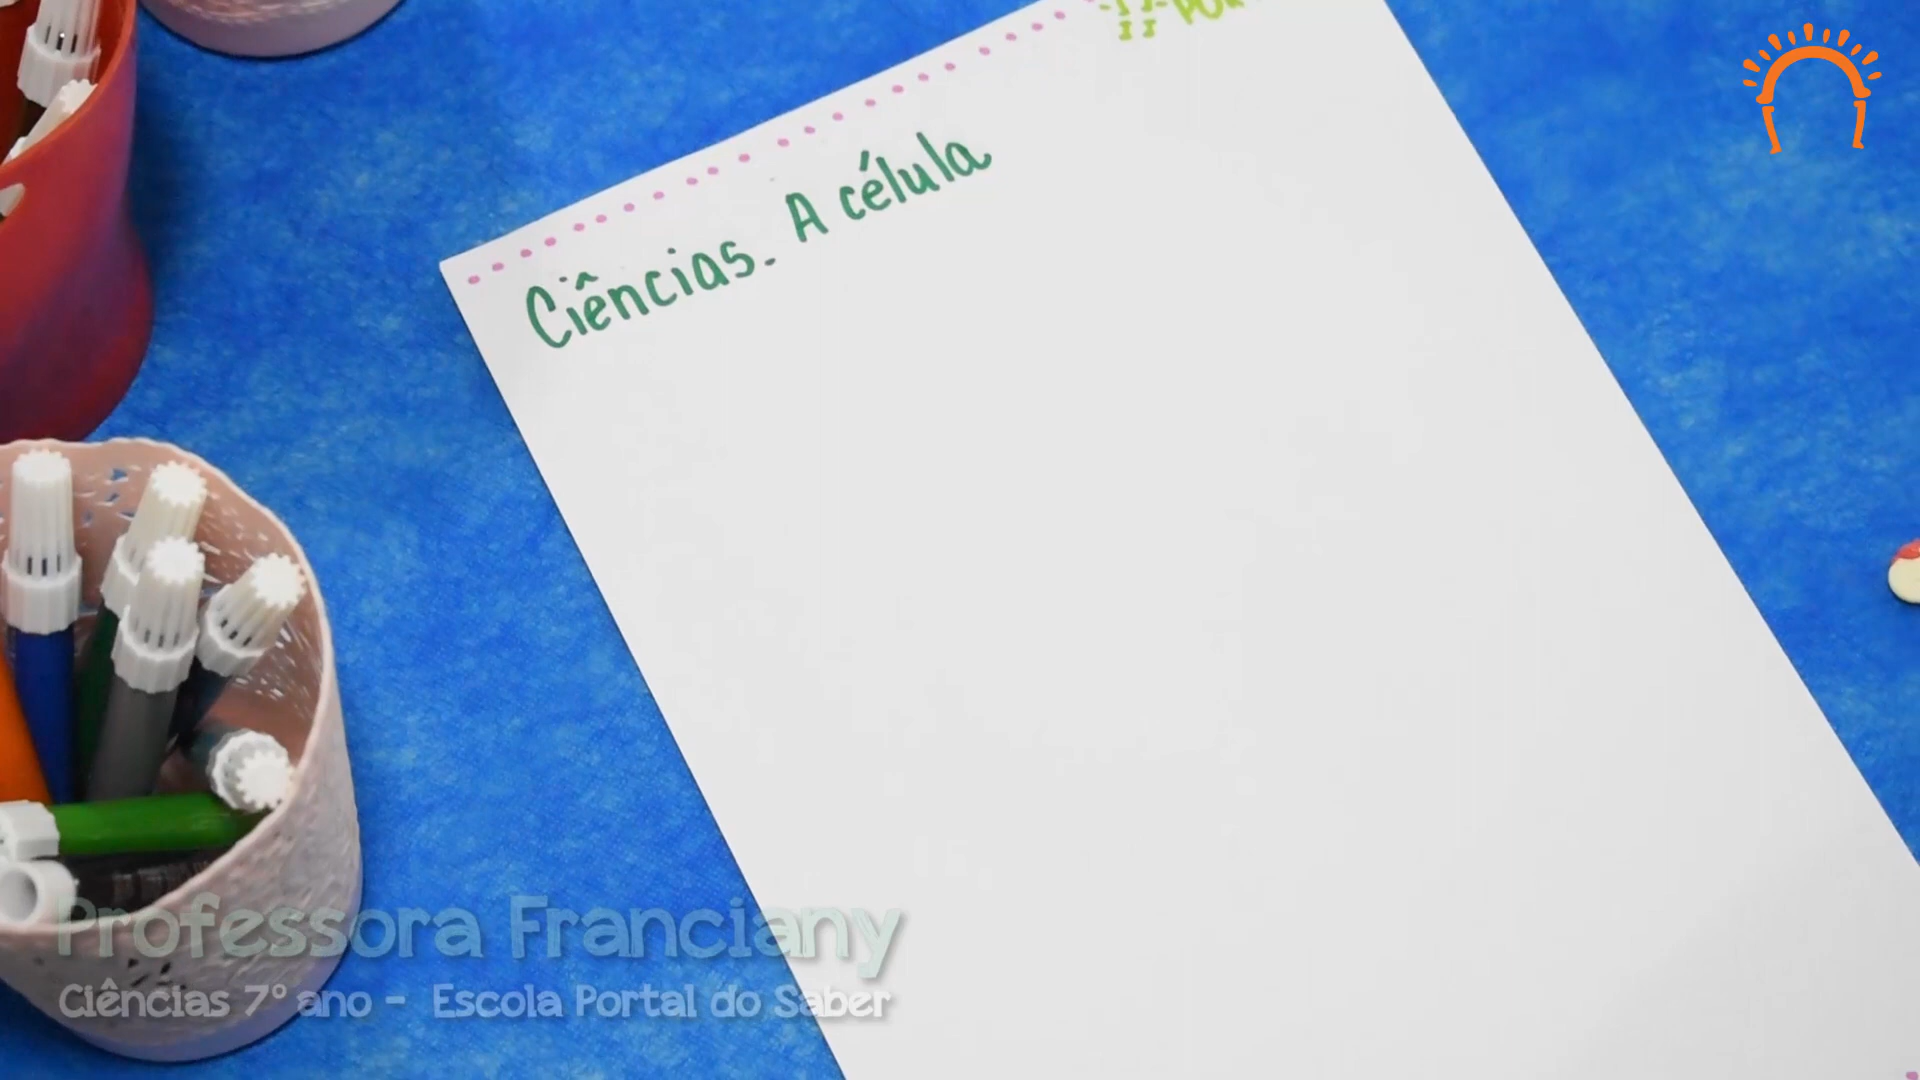 Ciências. A célula
Professora Franciany
Ciências 7º ano - Escola Portal do Saber